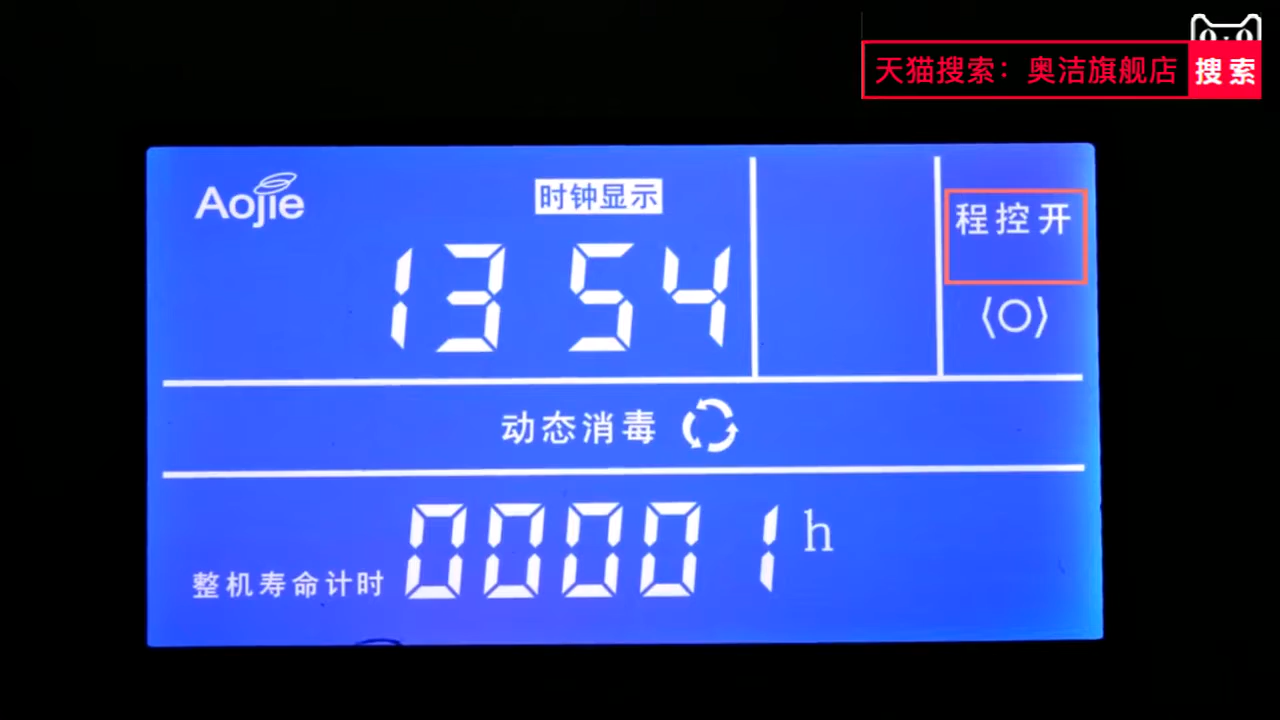 天猫搜索：奥洁旗舰店 搜索
Aojie
时钟显示
程控开
13 54
动态消毒
整机寿命计时 00001 h